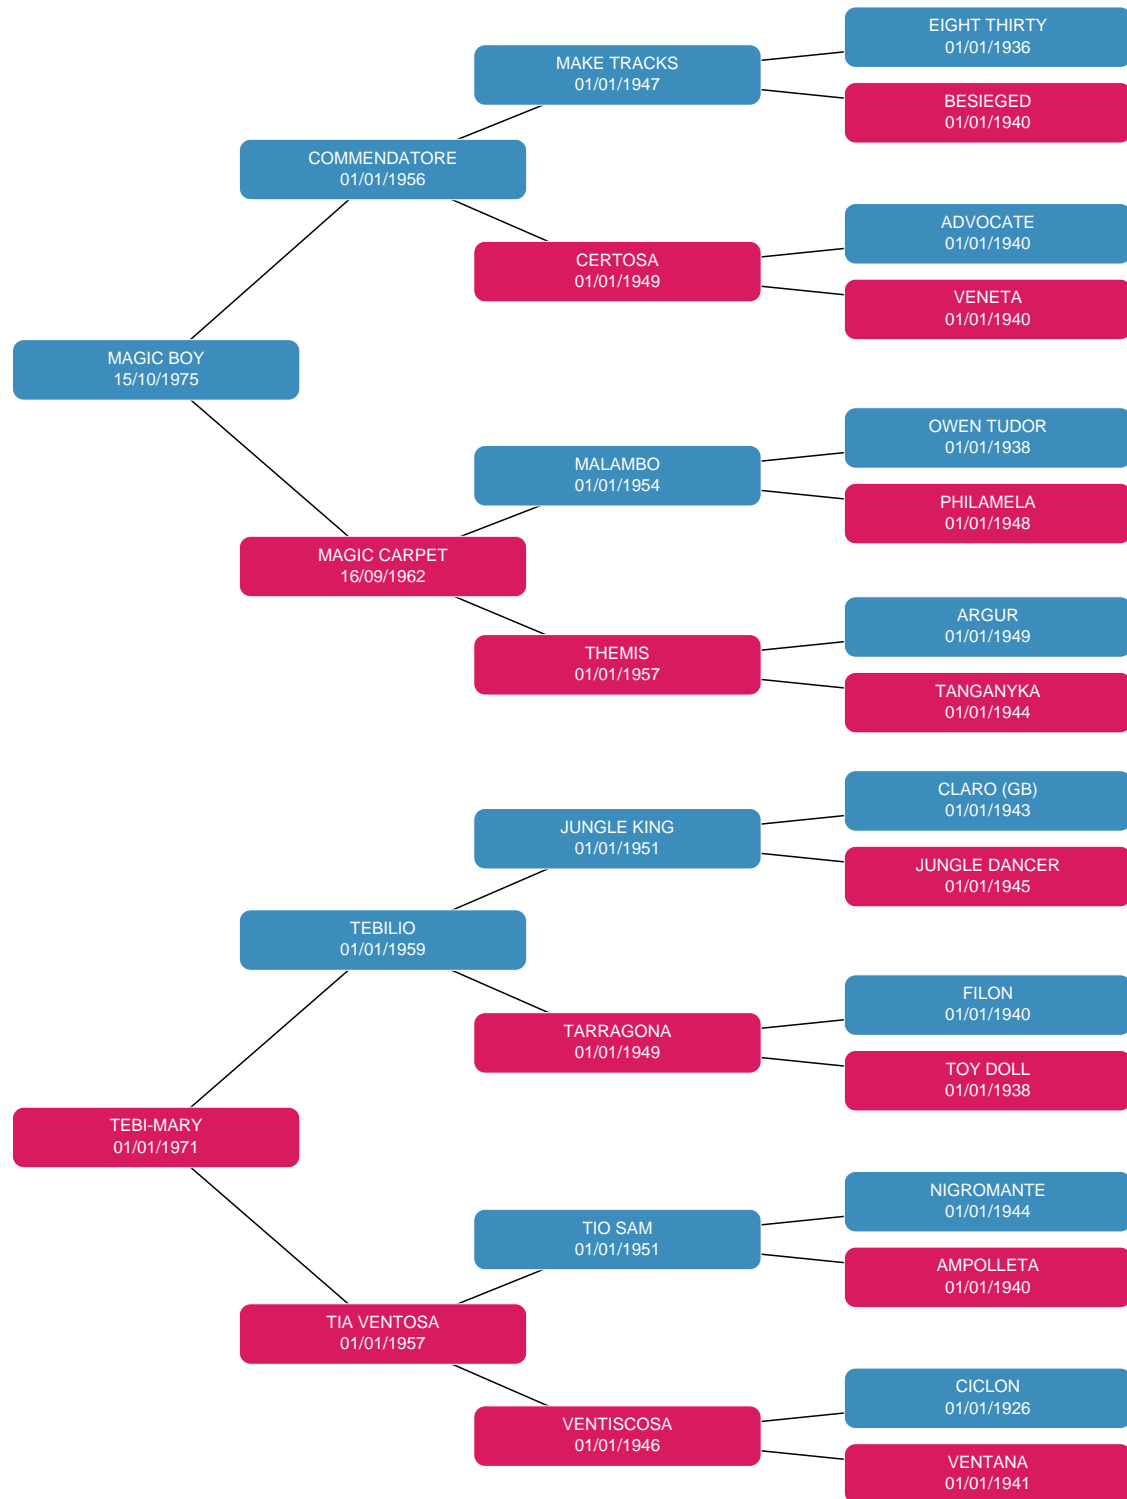 EIGHT THIRTY
01/01/1936
MAKE TRACKS
01/01/1947
BESIEGED
01/01/1940
COMMENDATORE
01/01/1956
ADVOCATE
01/01/1940
CERTOSA
01/01/1949
VENETA
01/01/1940
MAGIC BOY
15/10/1975
OWEN TUDOR
01/01/1938
MALAMBO
01/01/1954
PHILAMELA
01/01/1948
MAGIC CARPET
16/09/1962
ARGUR
01/01/1949
THEMIS
01/01/1957
TANGANYKA
01/01/1944
CLARO (GB)
01/01/1943
JUNGLE KING
01/01/1951
JUNGLE DANCER
01/01/1945
TEBILIO
01/01/1959
FILON
01/01/1940
TARRAGONA
01/01/1949
TOY DOLL
01/01/1938
TEBI-MARY
01/01/1971
NIGROMANTE
01/01/1944
TIO SAM
01/01/1951
AMPOLLETA
01/01/1940
TIA VENTOSA
01/01/1957
CICLON
01/01/1926
VENTISCOSA
01/01/1946
VENTANA
01/01/1941